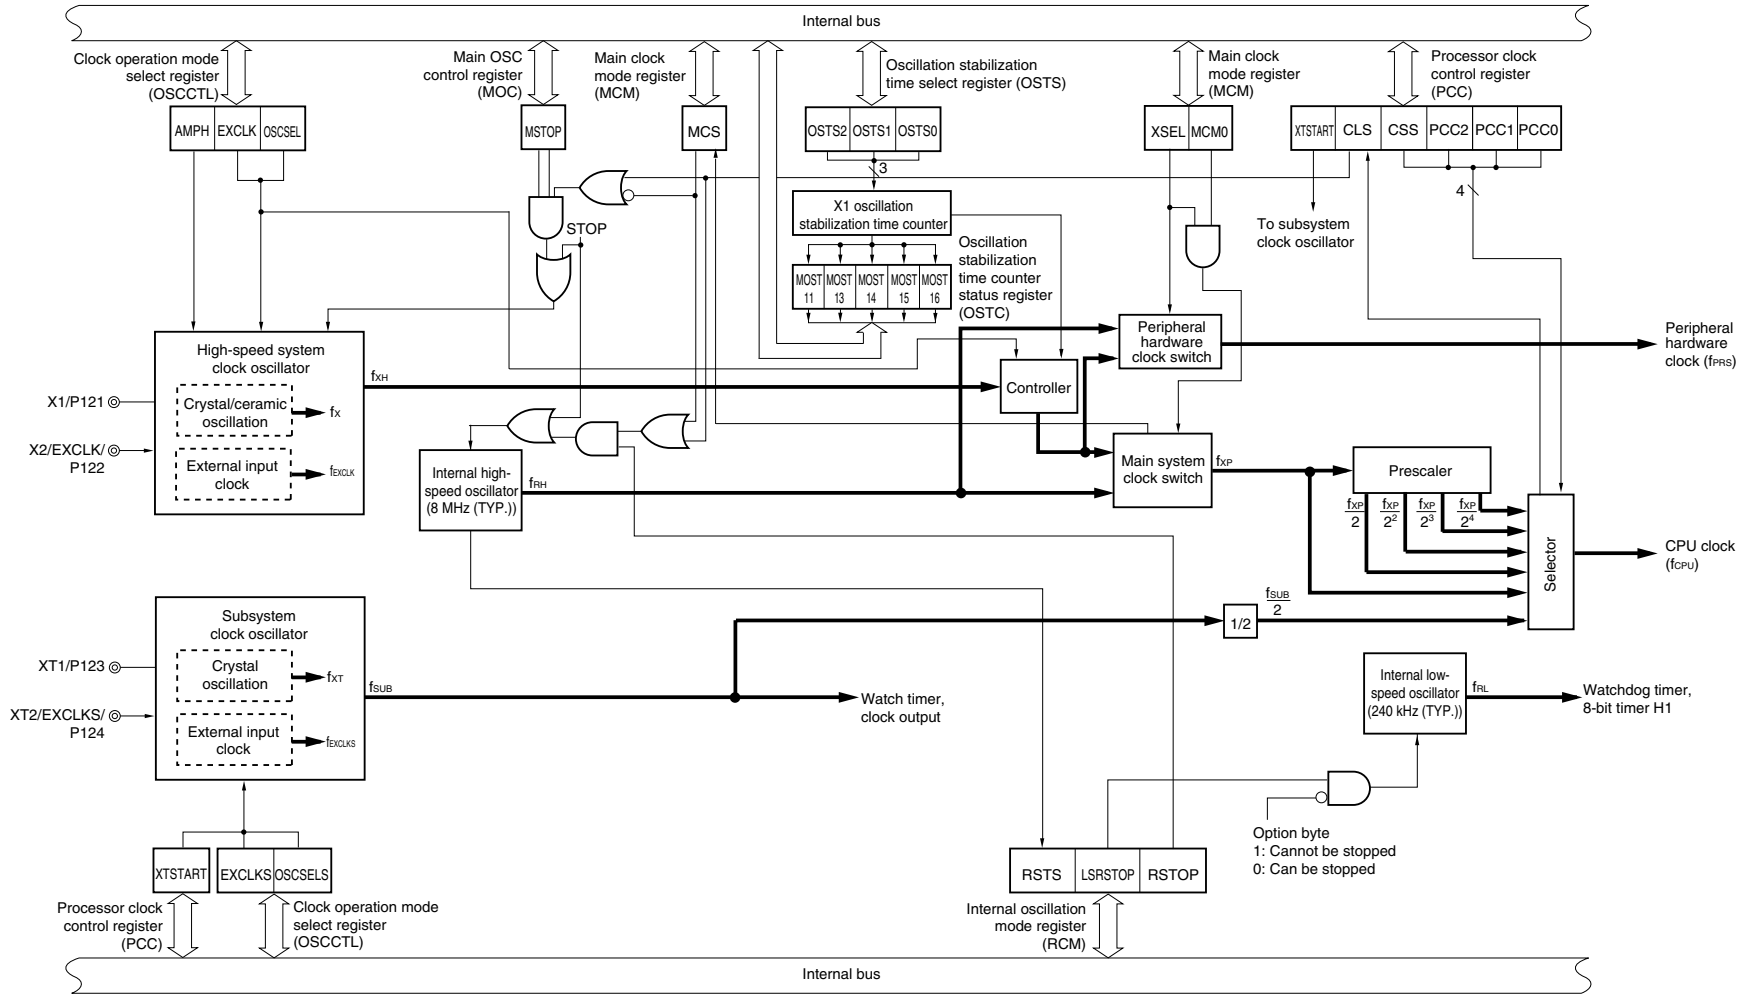 Internal bus
Clock operation mode
select register
(OSCCTL)
Main OSC
control register
(MOC)
Main clock
mode register
(MCM)
Oscillation stabilization
time select register (OSTS)
Main clock
mode register
(MCM)
Processor clock
control register
(PCC)
AMPH EXCLK OSCSEL
MSTOP
MCS
OSTS2 OSTS1 OSTS0
XSEL MCM0
XTSTART CLS CSS PCC2 PCC1 PCC0
3
4
X1 oscillation
stabilization time counter
To subsystem
clock oscillator
STOP
Oscillation
stabilization
time counter
status register
(OSTC)
MOST MOST MOST MOST MOST
11 13 14 15 16
High-speed system
clock oscillator
Crystal/ceramic
oscillation
fX
External input
clock
fEXCLK
X1/P121
X2/EXCLK/
P122
fXH
Controller
Peripheral
hardware
clock switch
Peripheral
hardware
clock (fPRS)
Internal high-
speed oscillator
(8 MHz (TYP.))
fRH
Main system
clock switch
fXP
Prescaler
fXP fXP fXP fXP
2 2² 2³ 2⁴
Selector
CPU clock
(fCPU)
fSUB
2
1/2
Subsystem
clock oscillator
Crystal
oscillation
fXT
External input
clock
fEXCLKS
XT1/P123
XT2/EXCLKS/
P124
fSUB
Watch timer,
clock output
Internal low-
speed oscillator
(240 kHz (TYP.))
fRL
Watchdog timer,
8-bit timer H1
Option byte
1: Cannot be stopped
0: Can be stopped
XTSTART EXCLKS OSCSELS
RSTS LSRSTOP RSTOP
Processor clock
control register
(PCC)
Clock operation mode
select register
(OSCCTL)
Internal oscillation
mode register
(RCM)
Internal bus